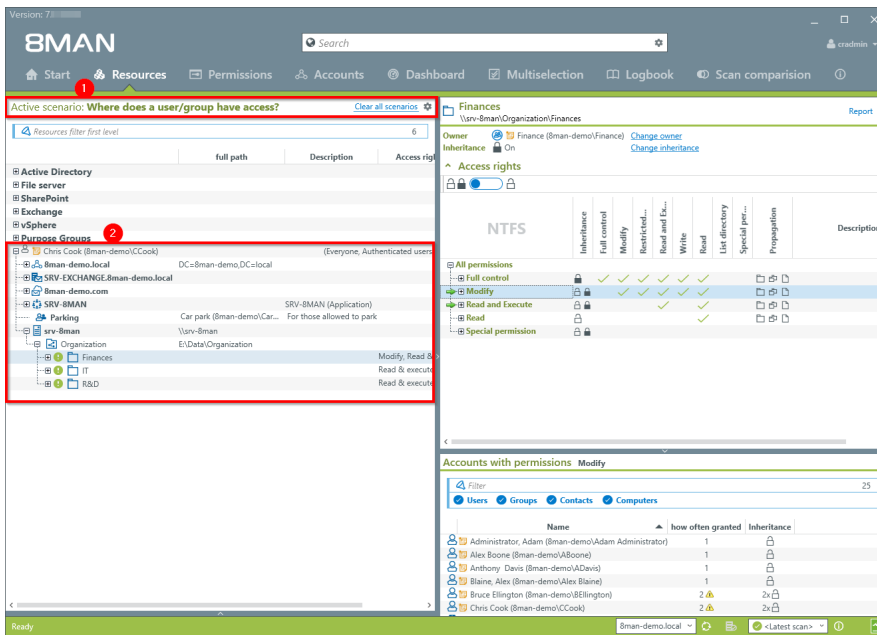 Version: 73
8MAN
Search
cradmin
Start
Resources
Permissions
Accounts
Dashboard
Multiselection
Logbook
Scan comparision
1
Active scenario: Where does a user/group have access?
Clear all scenarios
Resources filter first level
6
full path
Description
Access righ
Active Directory
File server
SharePoint
Exchange
vSphere
Purpose Groups
2
Chris Cook (8man-demo\CCook)
(Everyone, Authenticated users
8man-demo.local
DC=8man-demo,DC=local
SRV-EXCHANGE.8man-demo.local
8man-demo.com
SRV-8MAN
SRV-8MAN (Application)
Parking
Car park (8man-demo\Car...
For those allowed to park
srv-8man
\\srv-8man
Organization
E:\Data\Organization
Finances
Modify, Read &
IT
Read & execute
R&D
Read & execute
Finances
\\srv-8man\Organization\Finances
Report
Owner
Finance (8man-demo\Finance)
Change owner
Inheritance
On
Change inheritance
Access rights
NTFS
Inheritance
Full control
Modify
Restricted...
Read and Ex...
Write
Read
List directory
Special per...
Propagation
Description
All permissions
Full control
Modify
Read and Execute
Read
Special permission
Accounts with permissions Modify
Filter
25
Users
Groups
Contacts
Computers
Name
how often granted
Inheritance
Administrator, Adam (8man-demo\Adam Administrator)
1
Alex Boone (8man-demo\ABoone)
1
Anthony Davis (8man-demo\ADavis)
1
Blaine, Alex (8man-demo\Alex Blaine)
1
Bruce Ellington (8man-demo\BEllington)
2
2x
Chris Cook (8man-demo\CCook)
2
2x
Ready
8man-demo.local
<Latest scan>